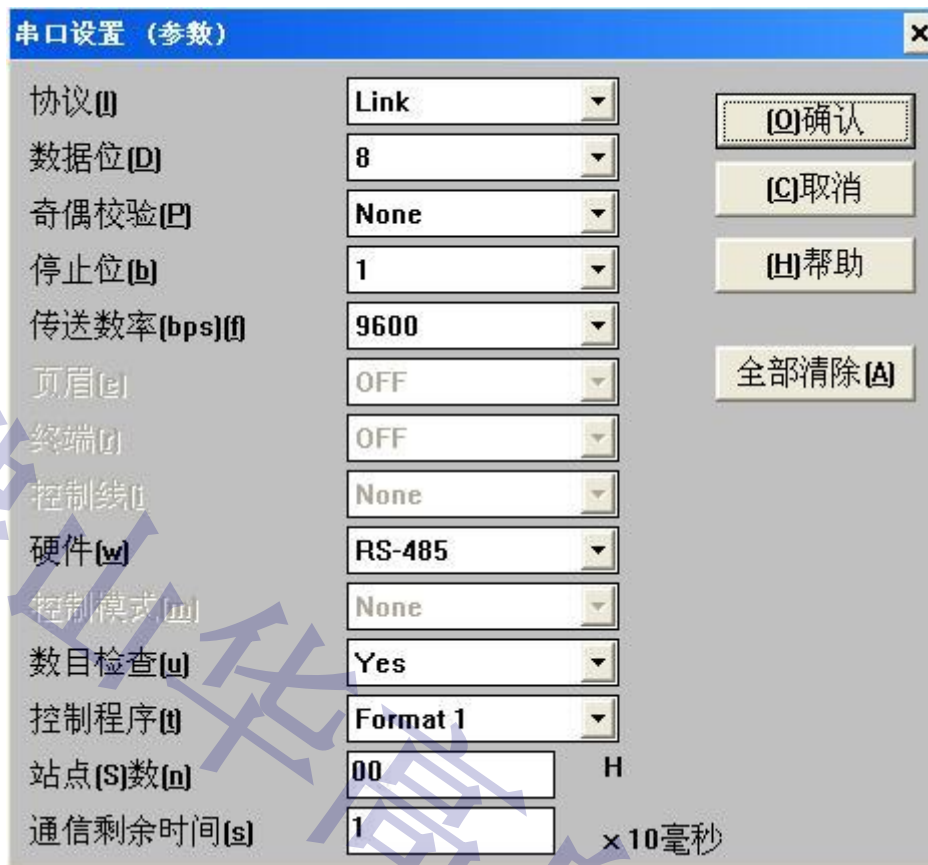 串口设置 (参数)
协议(I) Link
(O)确认
数据位(D) 8
(C)取消
奇偶校验(P) None
停止位(b) 1
(H)帮助
传送数率(bps)(f) 9600
页眉(e) OFF
全部清除(A)
终端(r) OFF
控制线(i None
硬件(w) RS-485
控制模式(m) None
数目检查(u) Yes
控制程序(t) Format 1
站点(S)数(n) 00 H
通信剩余时间(s) 1 ×10毫秒
山华高